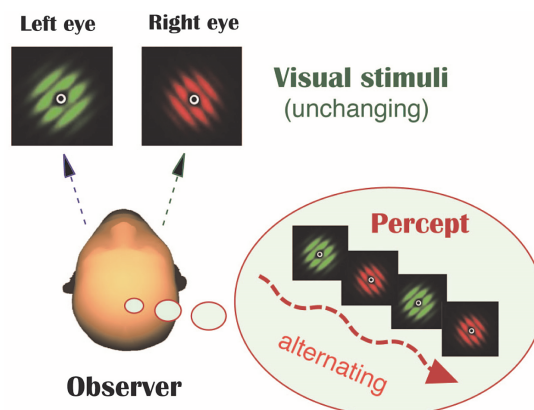 Left eye
Right eye
Visual stimuli
(unchanging)
Percept
alternating
Observer